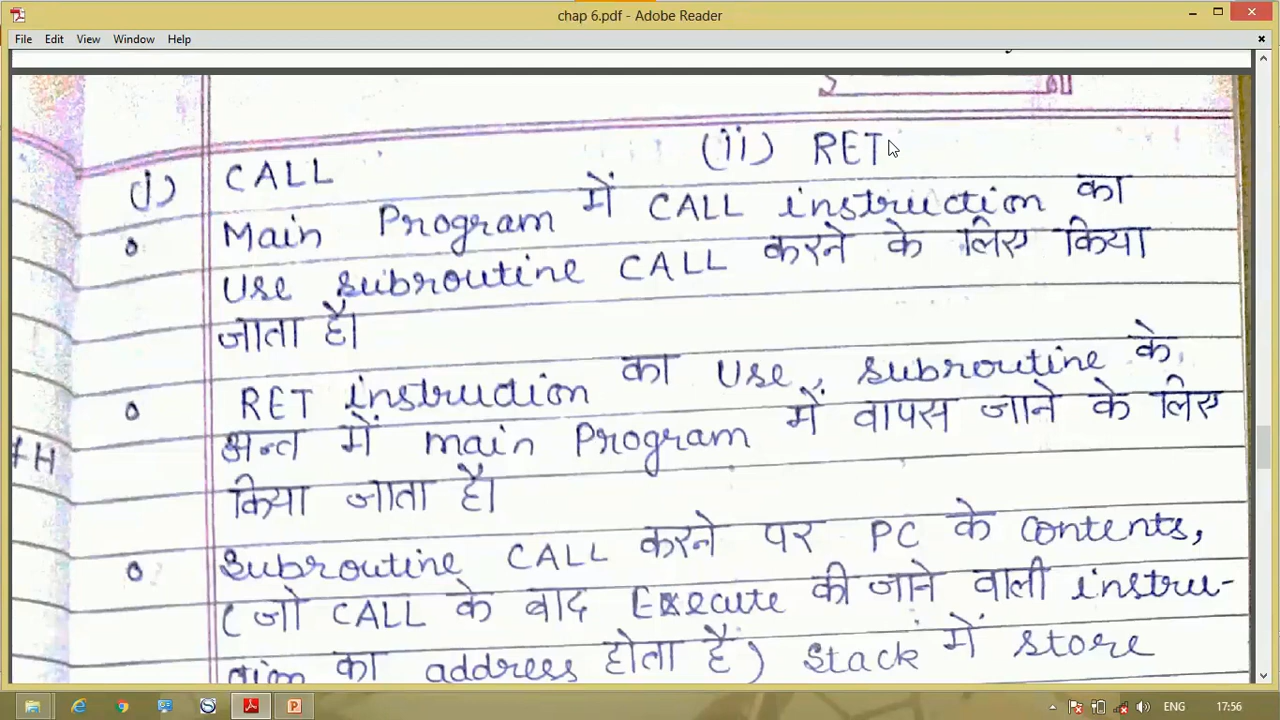 chap 6.pdf - Adobe Reader
File Edit View Window Help
(i) CALL (ii) RET
Main Program में CALL instruction का
Use subroutine CALL करने के लिए किया
जाता है।
RET instruction का Use, subroutine के
अन्त में main Program में वापस जाने के लिए
7H
किया जाता है।
Subroutine CALL करने पर PC के contents,
(जो CALL के बाद Execute की जाने वाली instru-
ction का address होता है) stack में store
ENG 17:56